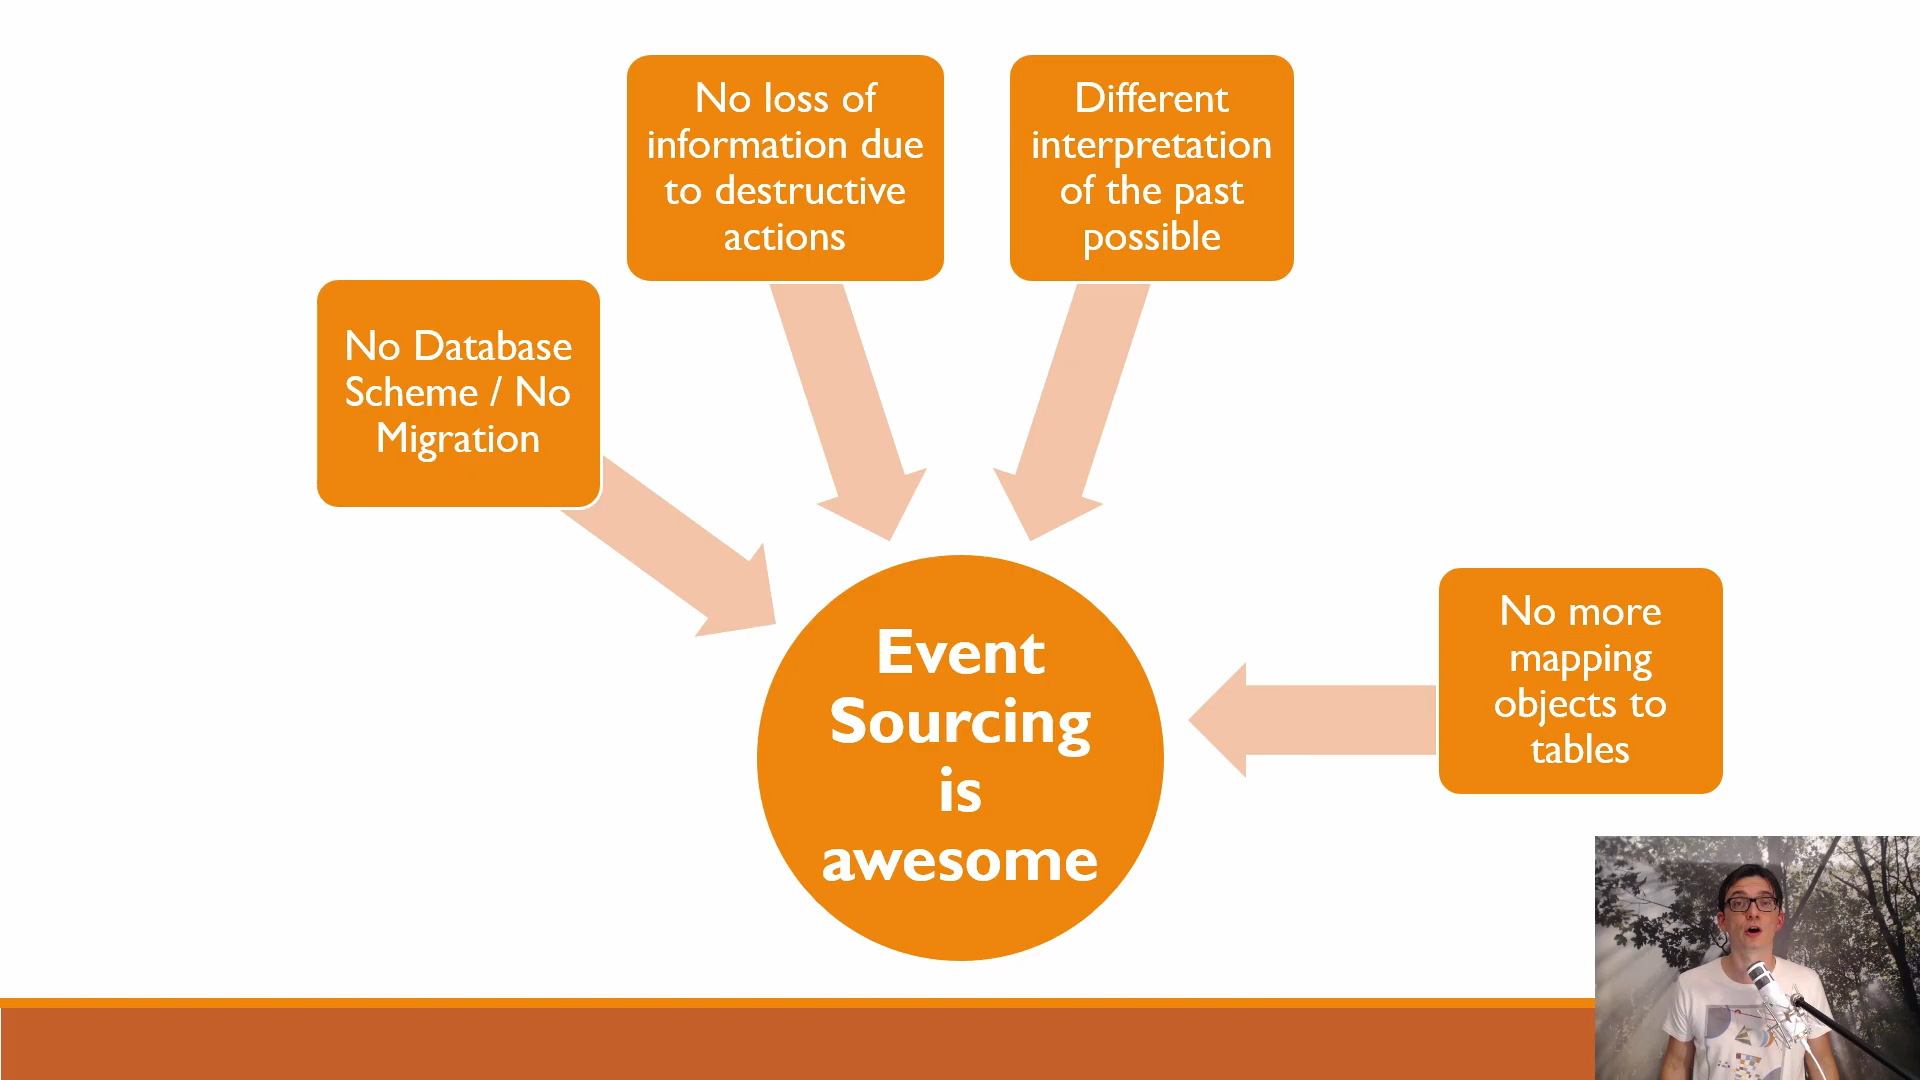 No loss of
information due
to destructive
actions
Different
interpretation
of the past
possible
No Database
Scheme / No
Migration
Event
Sourcing
is
awesome
No more
mapping
objects to
tables